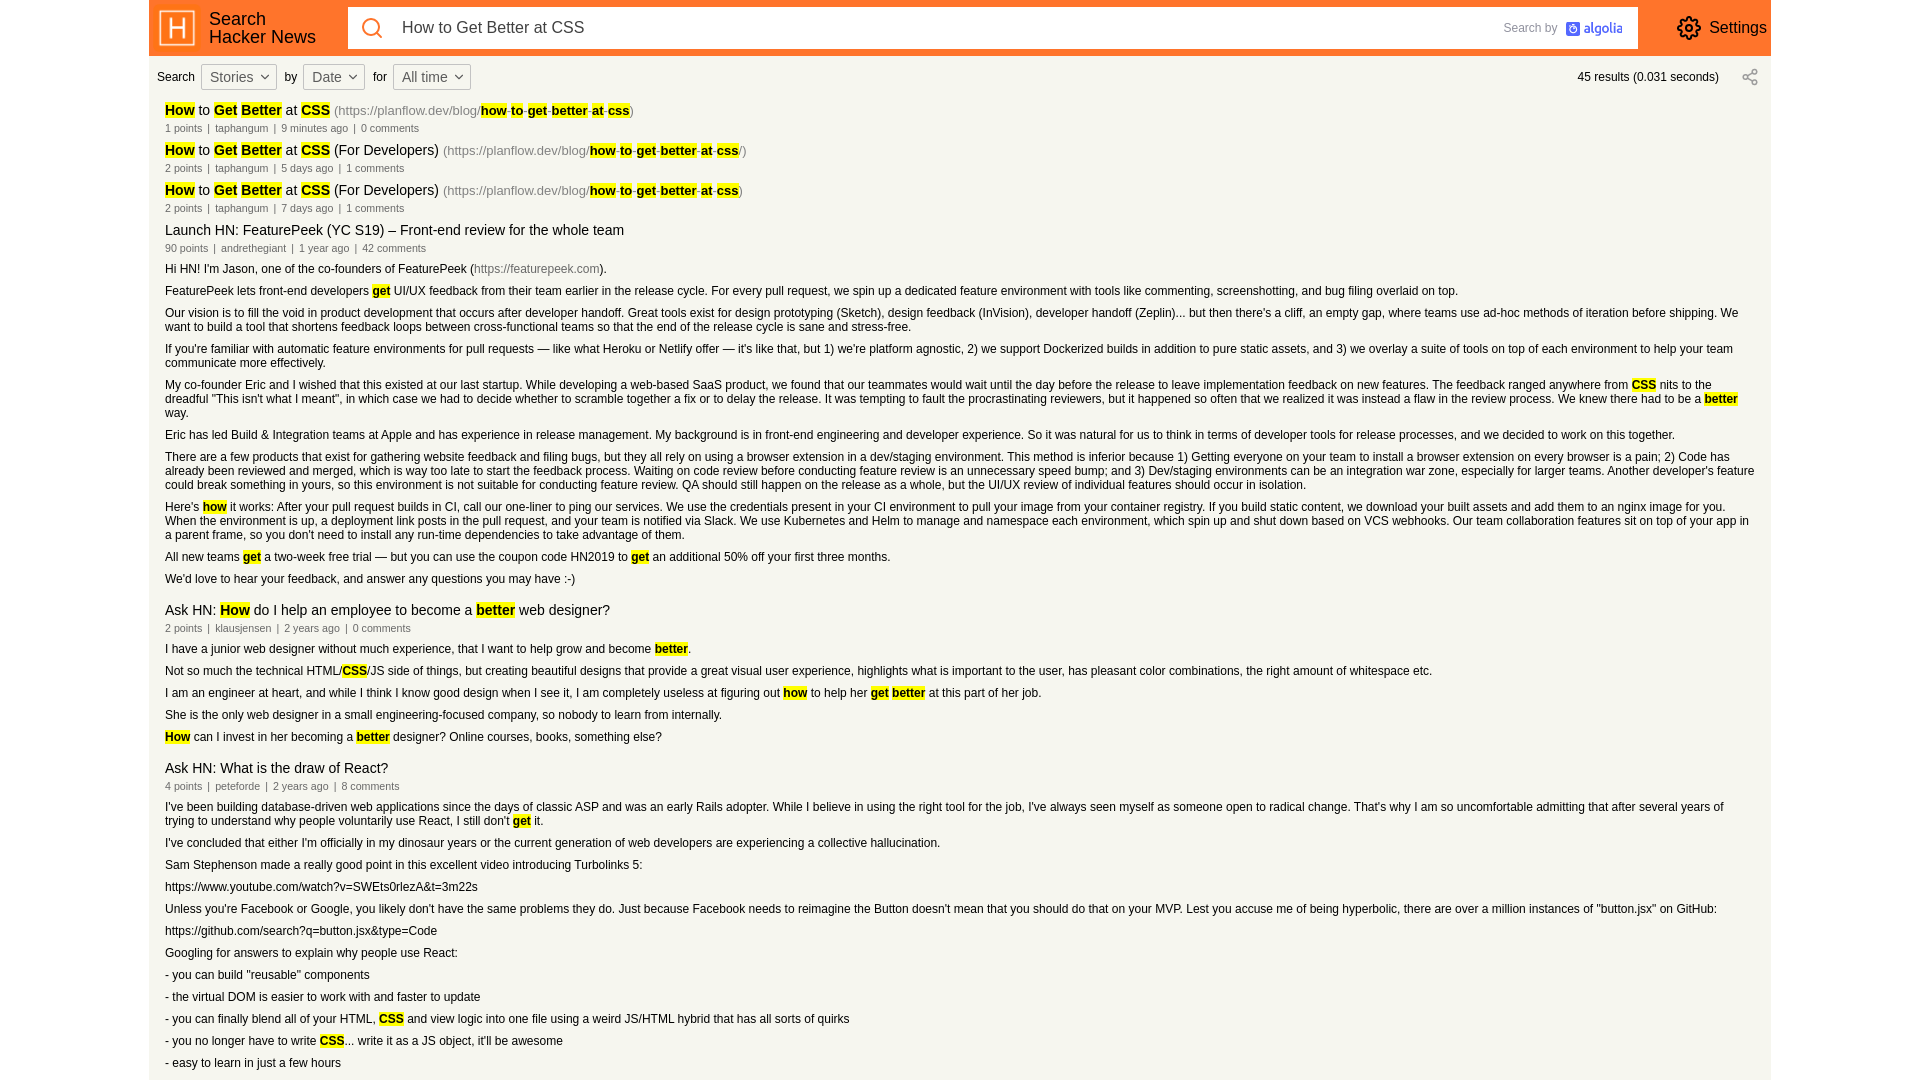 H
Search
Hacker News
How to Get Better at CSS
Search by algolia
Settings
Search Stories by Date for All time
45 results (0.031 seconds)
How to Get Better at CSS (https://planflow.dev/blog/how-to-get-better-at-css)
1 points | taphangum | 9 minutes ago | 0 comments
How to Get Better at CSS (For Developers) (https://planflow.dev/blog/how-to-get-better-at-css/)
2 points | taphangum | 5 days ago | 1 comments
How to Get Better at CSS (For Developers) (https://planflow.dev/blog/how-to-get-better-at-css)
2 points | taphangum | 7 days ago | 1 comments
Launch HN: FeaturePeek (YC S19) – Front-end review for the whole team
90 points | andrethegiant | 1 year ago | 42 comments
Hi HN! I'm Jason, one of the co-founders of FeaturePeek (https://featurepeek.com).
FeaturePeek lets front-end developers get UI/UX feedback from their team earlier in the release cycle. For every pull request, we spin up a dedicated feature environment with tools like commenting, screenshotting, and bug filing overlaid on top.
Our vision is to fill the void in product development that occurs after developer handoff. Great tools exist for design prototyping (Sketch), design feedback (InVision), developer handoff (Zeplin)... but then there's a cliff, an empty gap, where teams use ad-hoc methods of iteration before shipping. We
want to build a tool that shortens feedback loops between cross-functional teams so that the end of the release cycle is sane and stress-free.
If you're familiar with automatic feature environments for pull requests — like what Heroku or Netlify offer — it's like that, but 1) we're platform agnostic, 2) we support Dockerized builds in addition to pure static assets, and 3) we overlay a suite of tools on top of each environment to help your team
communicate more effectively.
My co-founder Eric and I wished that this existed at our last startup. While developing a web-based SaaS product, we found that our teammates would wait until the day before the release to leave implementation feedback on new features. The feedback ranged anywhere from CSS nits to the
dreadful "This isn't what I meant", in which case we had to decide whether to scramble together a fix or to delay the release. It was tempting to fault the procrastinating reviewers, but it happened so often that we realized it was instead a flaw in the review process. We knew there had to be a better
way.
Eric has led Build & Integration teams at Apple and has experience in release management. My background is in front-end engineering and developer experience. So it was natural for us to think in terms of developer tools for release processes, and we decided to work on this together.
There are a few products that exist for gathering website feedback and filing bugs, but they all rely on using a browser extension in a dev/staging environment. This method is inferior because 1) Getting everyone on your team to install a browser extension on every browser is a pain; 2) Code has
already been reviewed and merged, which is way too late to start the feedback process. Waiting on code review before conducting feature review is an unnecessary speed bump; and 3) Dev/staging environments can be an integration war zone, especially for larger teams. Another developer's feature
could break something in yours, so this environment is not suitable for conducting feature review. QA should still happen on the release as a whole, but the UI/UX review of individual features should occur in isolation.
Here's how it works: After your pull request builds in CI, call our one-liner to ping our services. We use the credentials present in your CI environment to pull your image from your container registry. If you build static content, we download your built assets and add them to an nginx image for you.
When the environment is up, a deployment link posts in the pull request, and your team is notified via Slack. We use Kubernetes and Helm to manage and namespace each environment, which spin up and shut down based on VCS webhooks. Our team collaboration features sit on top of your app in
a parent frame, so you don't need to install any run-time dependencies to take advantage of them.
All new teams get a two-week free trial — but you can use the coupon code HN2019 to get an additional 50% off your first three months.
We'd love to hear your feedback, and answer any questions you may have :-)
Ask HN: How do I help an employee to become a better web designer?
2 points | klausjensen | 2 years ago | 0 comments
I have a junior web designer without much experience, that I want to help grow and become better.
Not so much the technical HTML/CSS/JS side of things, but creating beautiful designs that provide a great visual user experience, highlights what is important to the user, has pleasant color combinations, the right amount of whitespace etc.
I am an engineer at heart, and while I think I know good design when I see it, I am completely useless at figuring out how to help her get better at this part of her job.
She is the only web designer in a small engineering-focused company, so nobody to learn from internally.
How can I invest in her becoming a better designer? Online courses, books, something else?
Ask HN: What is the draw of React?
4 points | peteforde | 2 years ago | 8 comments
I've been building database-driven web applications since the days of classic ASP and was an early Rails adopter. While I believe in using the right tool for the job, I've always seen myself as someone open to radical change. That's why I am so uncomfortable admitting that after several years of
trying to understand why people voluntarily use React, I still don't get it.
I've concluded that either I'm officially in my dinosaur years or the current generation of web developers are experiencing a collective hallucination.
Sam Stephenson made a really good point in this excellent video introducing Turbolinks 5:
https://www.youtube.com/watch?v=SWEts0rlezA&t=3m22s
Unless you're Facebook or Google, you likely don't have the same problems they do. Just because Facebook needs to reimagine the Button doesn't mean that you should do that on your MVP. Lest you accuse me of being hyperbolic, there are over a million instances of "button.jsx" on GitHub:
https://github.com/search?q=button.jsx&type=Code
Googling for answers to explain why people use React:
- you can build "reusable" components
- the virtual DOM is easier to work with and faster to update
- you can finally blend all of your HTML, CSS and view logic into one file using a weird JS/HTML hybrid that has all sorts of quirks
- you no longer have to write CSS... write it as a JS object, it'll be awesome
- easy to learn in just a few hours